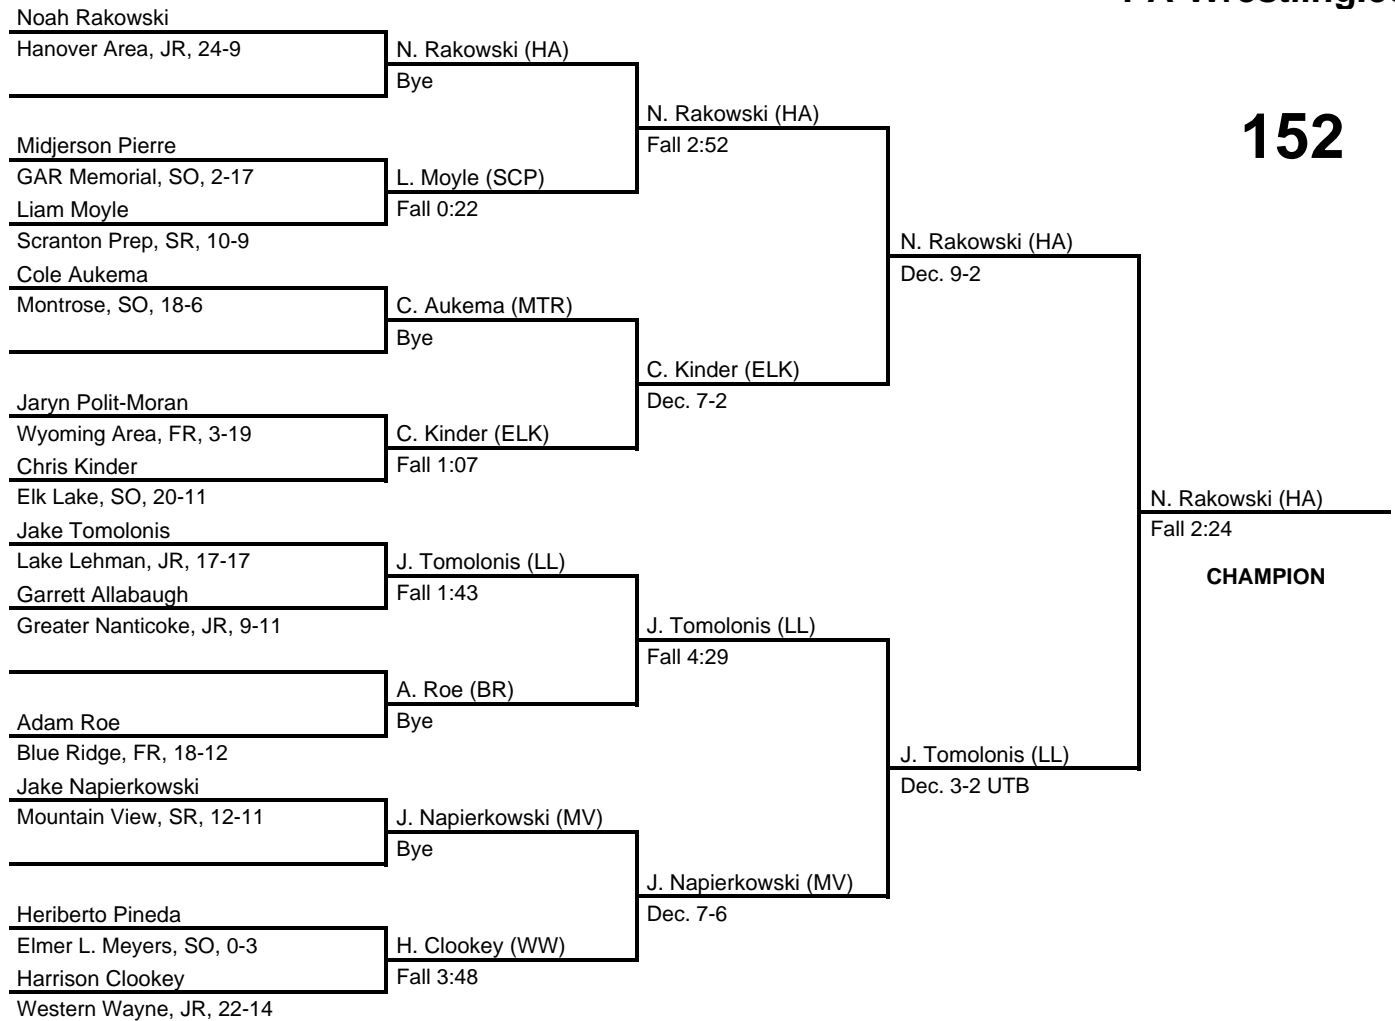 Noah Rakowski
Hanover Area, JR, 24-9
N. Rakowski (HA)
Bye
N. Rakowski (HA)
Fall 2:52
152
Midjerson Pierre
GAR Memorial, SO, 2-17
L. Moyle (SCP)
Liam Moyle
Fall 0:22
Scranton Prep, SR, 10-9
N. Rakowski (HA)
Dec. 9-2
Cole Aukema
Montrose, SO, 18-6
C. Aukema (MTR)
Bye
C. Kinder (ELK)
Dec. 7-2
Jaryn Polit-Moran
Wyoming Area, FR, 3-19
C. Kinder (ELK)
Chris Kinder
Fall 1:07
Elk Lake, SO, 20-11
N. Rakowski (HA)
Fall 2:24
CHAMPION
Jake Tomolonis
Lake Lehman, JR, 17-17
J. Tomolonis (LL)
Garrett Allabaugh
Fall 1:43
Greater Nanticoke, JR, 9-11
J. Tomolonis (LL)
Fall 4:29
A. Roe (BR)
Adam Roe
Bye
Blue Ridge, FR, 18-12
J. Tomolonis (LL)
Dec. 3-2 UTB
Jake Napierkowski
Mountain View, SR, 12-11
J. Napierkowski (MV)
Bye
J. Napierkowski (MV)
Dec. 7-6
Heriberto Pineda
Elmer L. Meyers, SO, 0-3
H. Clookey (WW)
Harrison Clookey
Fall 3:48
Western Wayne, JR, 22-14